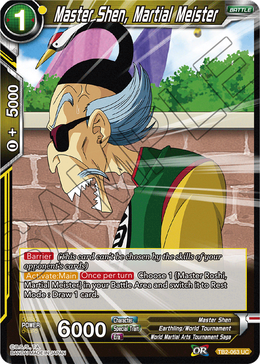 BATTLE
1
Master Shen, Martial Meister
+ 5000
Barrier (This card can't be chosen by the skills of your
opponent's cards)
Activate:Main Once per turn Choose 1 [Master Roshi,
Martial Meister] in your Battle Area and switch it to Rest
Mode : Draw 1 card.
POWER
6000
Character
Master Shen
Special Trait
Earthling/World Tournament
Era
World Martial Arts Tournament Saga
DR
TB2-063 UC